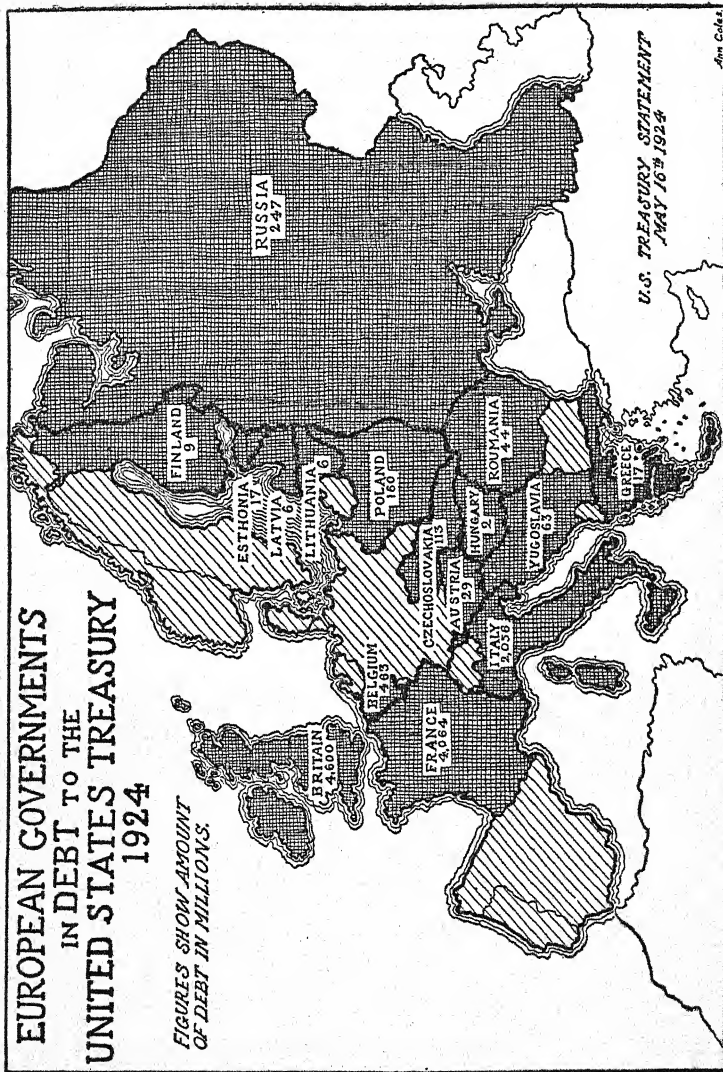 EUROPEAN GOVERNMENTS
IN DEBT TO THE
UNITED STATES TREASURY
1924
FIGURES SHOW AMOUNT
OF DEBT IN MILLIONS.
RUSSIA
247
FINLAND
9
ESTHONIA
17
LATVIA
6
LITHUANIA
6
POLAND
160
BRITAIN
4,600
BELGIUM
463
CZECHOSLOVAKIA
113
AUSTRIA
29
HUNGARY
2
ROUMANIA
44
FRANCE
4,064
ITALY
2,038
YUGOSLAVIA
63
GREECE
17
U.S. TREASURY STATEMENT
MAY 16TH 1924